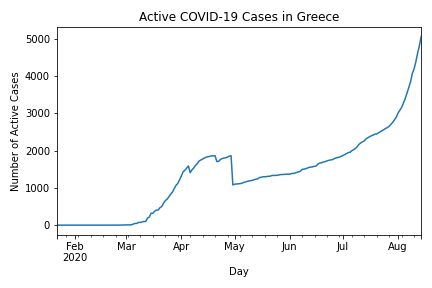 Active COVID-19 Cases in Greece
Number of Active Cases
5000
4000
3000
2000
1000
0
Feb
2020
Mar
Apr
May
Jun
Jul
Aug
Day